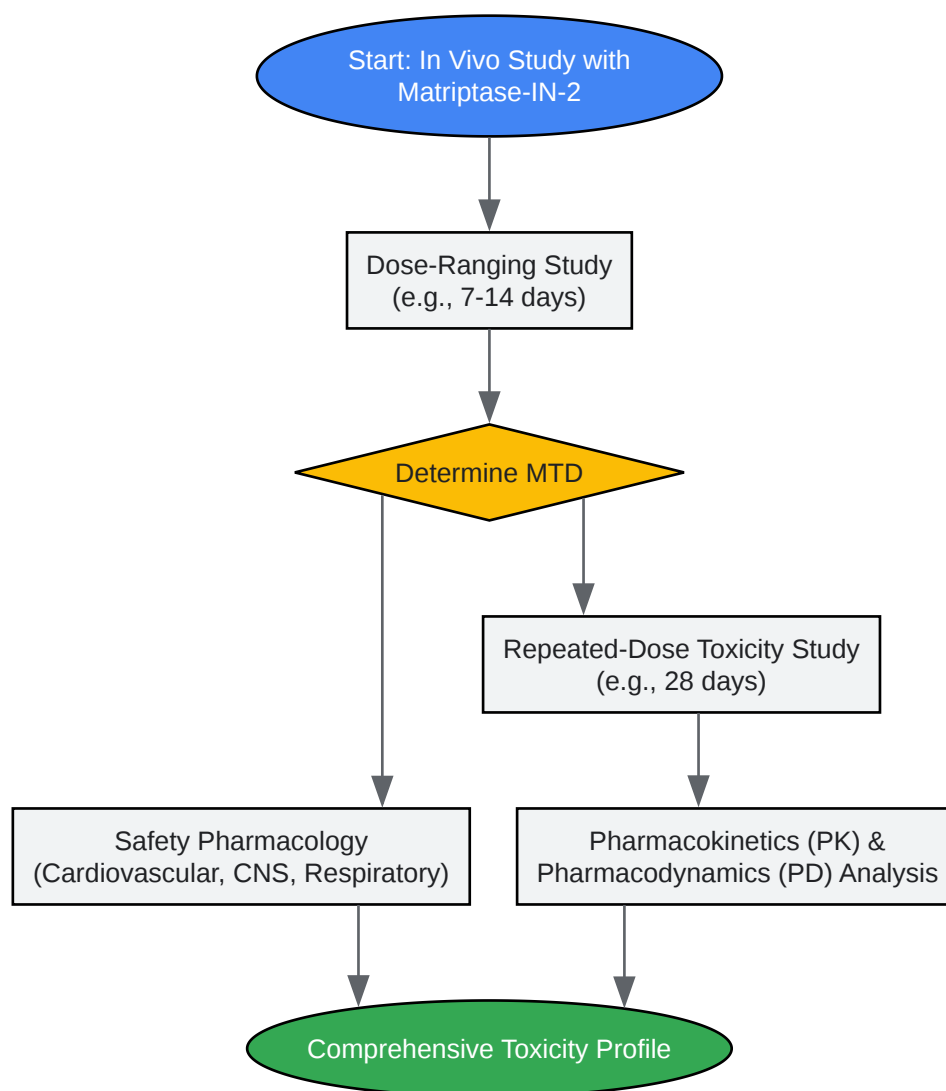 Start: In Vivo Study with
Matriptase-IN-2
Dose-Ranging Study
(e.g., 7-14 days)
Determine MTD
Repeated-Dose Toxicity Study
(e.g., 28 days)
Safety Pharmacology
(Cardiovascular, CNS, Respiratory)
Pharmacokinetics (PK) &
Pharmacodynamics (PD) Analysis
Comprehensive Toxicity Profile